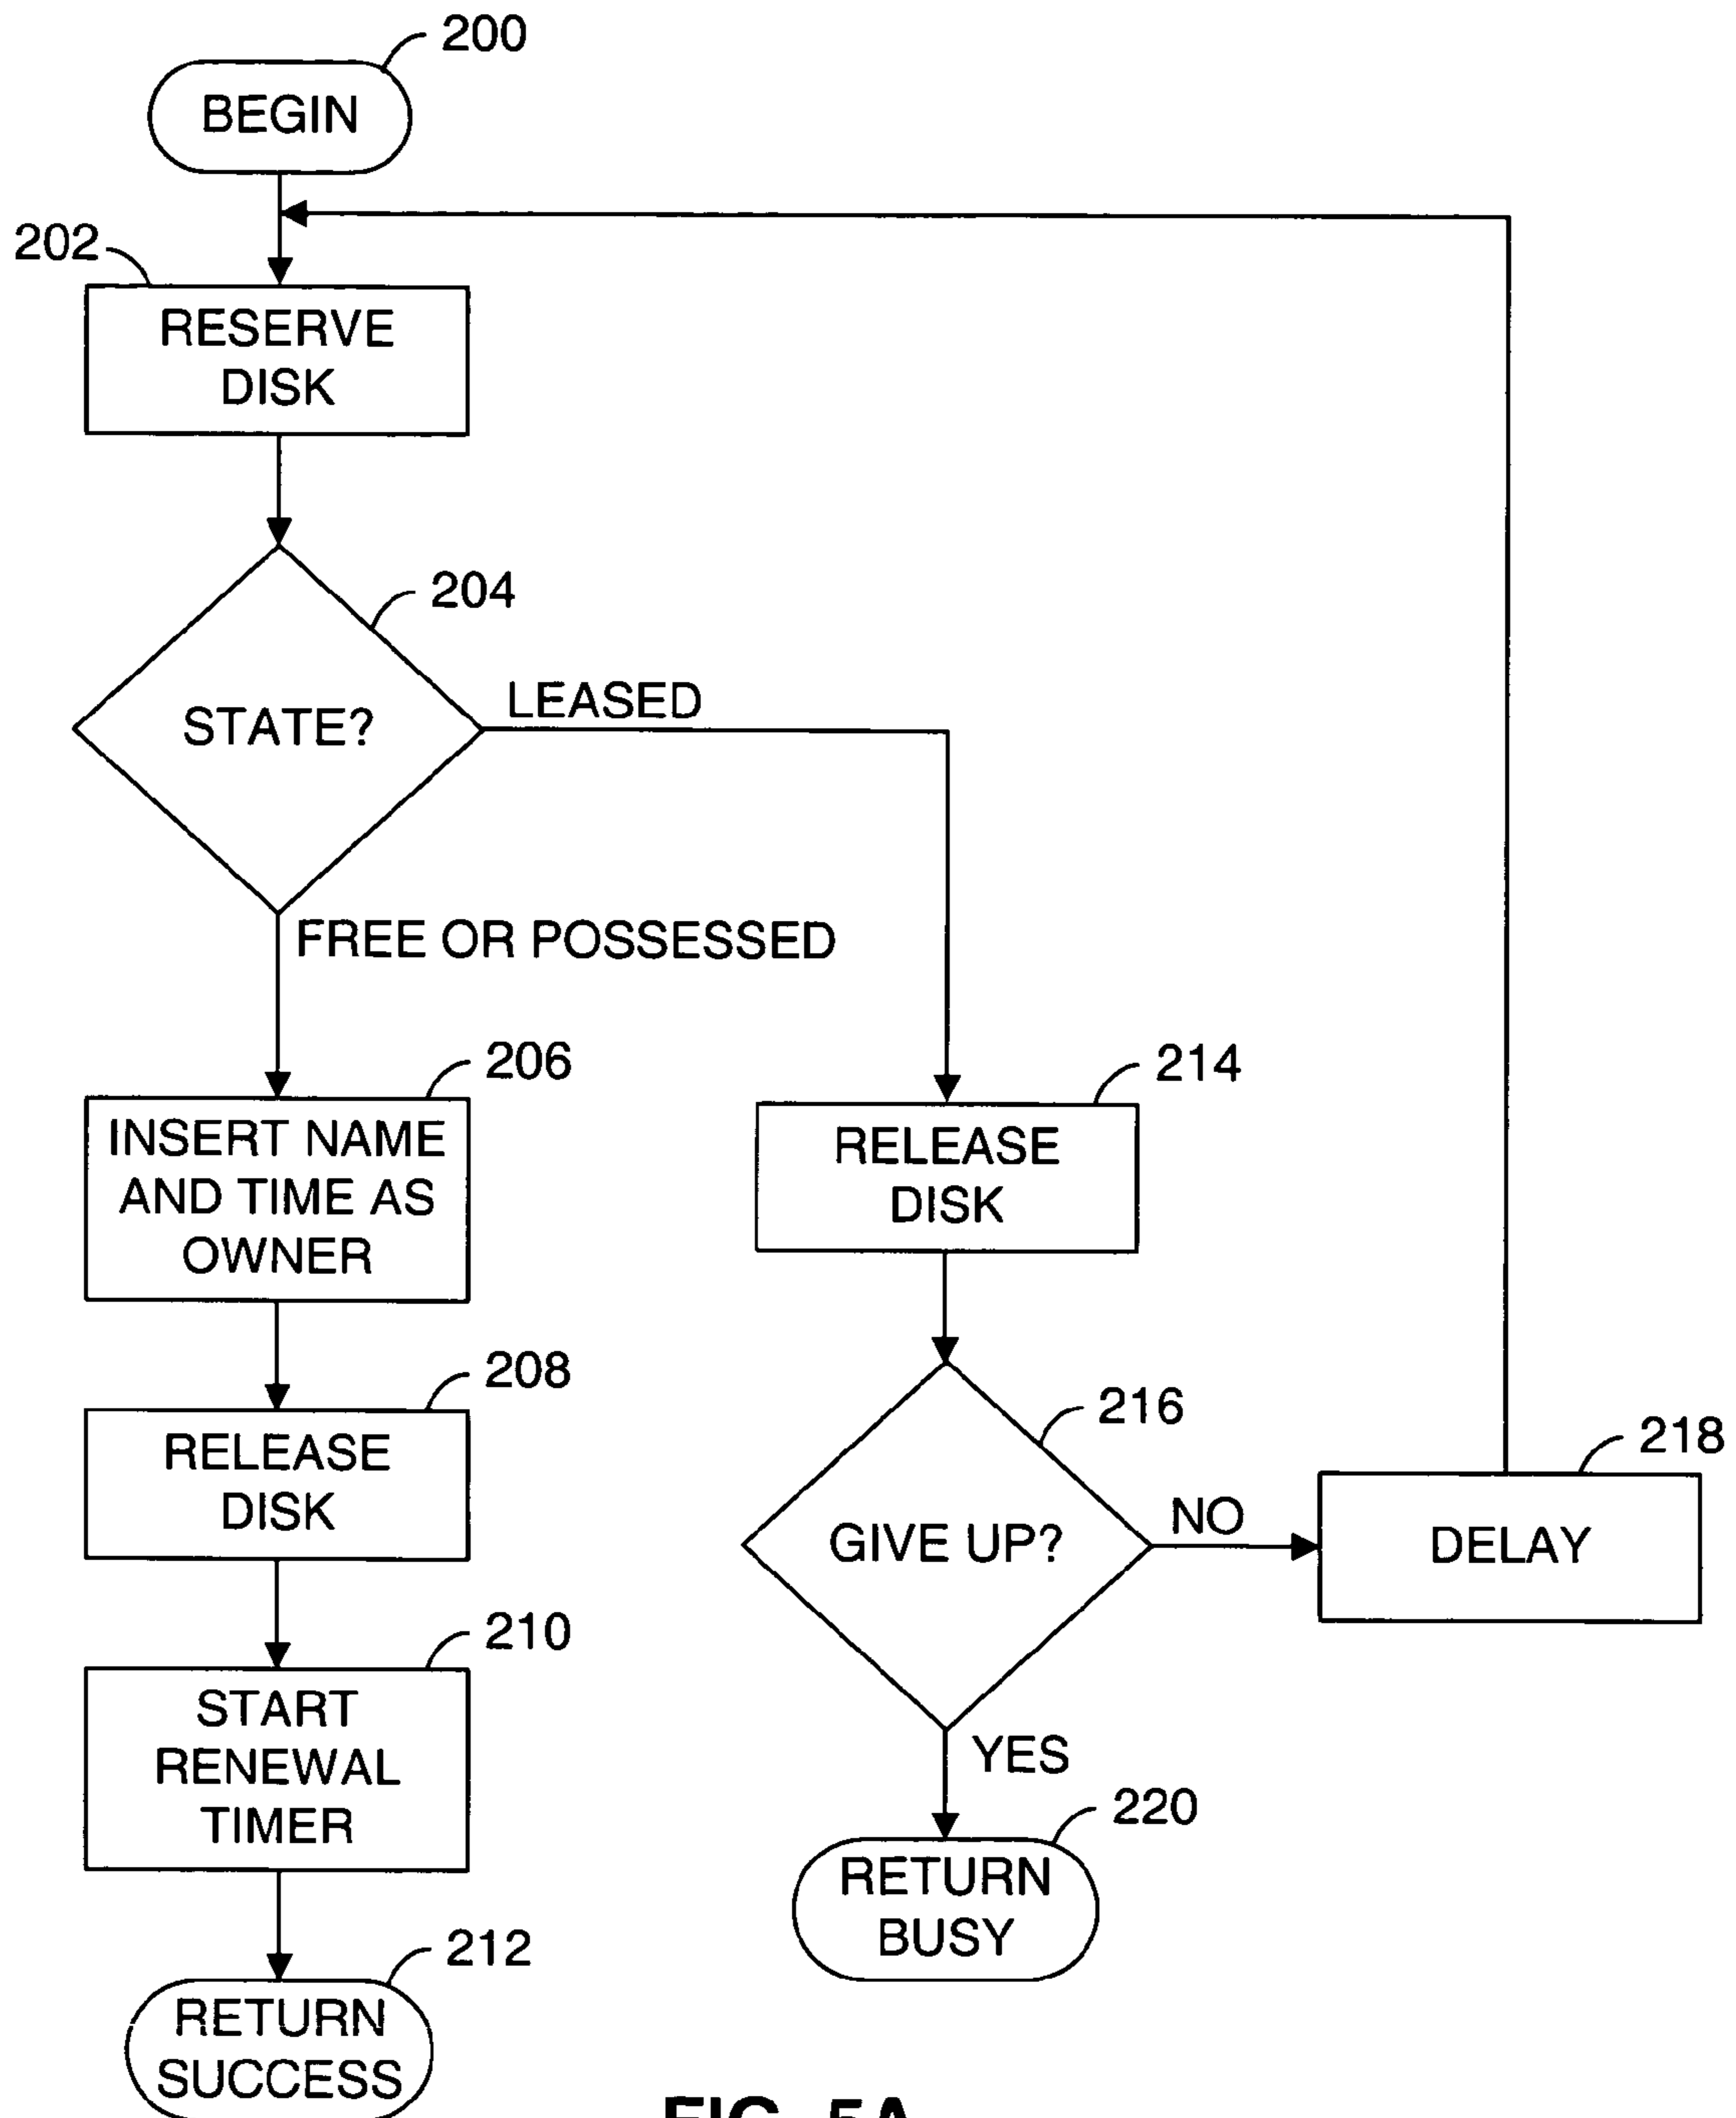 200
BEGIN
202
RESERVE
DISK
204
STATE?
LEASED
FREE OR POSSESSED
206
INSERT NAME
AND TIME AS
OWNER
208
RELEASE
DISK
210
START
RENEWAL
TIMER
212
RETURN
SUCCESS
214
RELEASE
DISK
216
GIVE UP?
NO
218
DELAY
YES
220
RETURN
BUSY
FIG. 5A